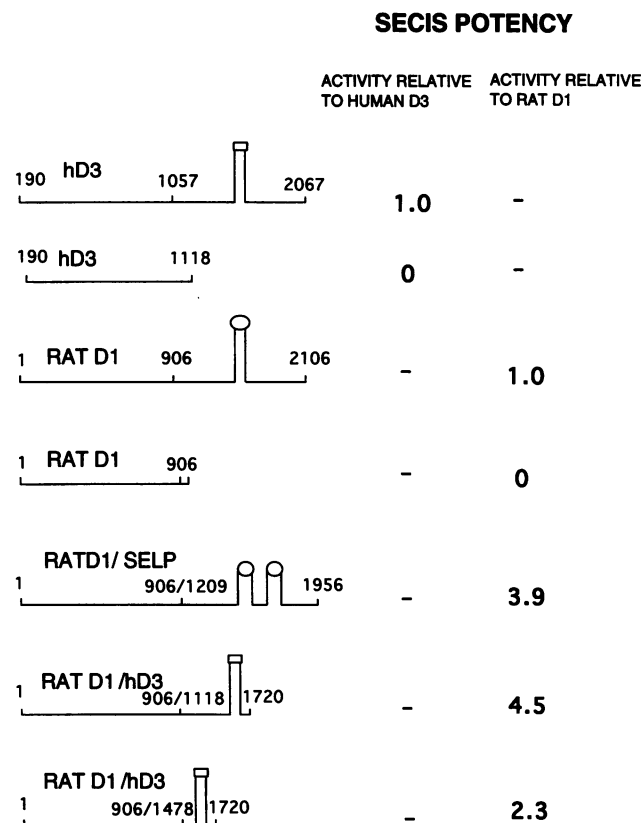 SECIS POTENCY
ACTIVITY RELATIVE TO HUMAN D3
ACTIVITY RELATIVE TO RAT D1
190 hD3 1057 2067
1.0 -
190 hD3 1118
0 -
1 RAT D1 906 2106
- 1.0
1 RAT D1 906
- 0
RATD1/ SELP
1 906/1209 1956
- 3.9
RAT D1 /hD3
1 906/1118 1720
- 4.5
RAT D1 /hD3
1 906/1478 1720
- 2.3